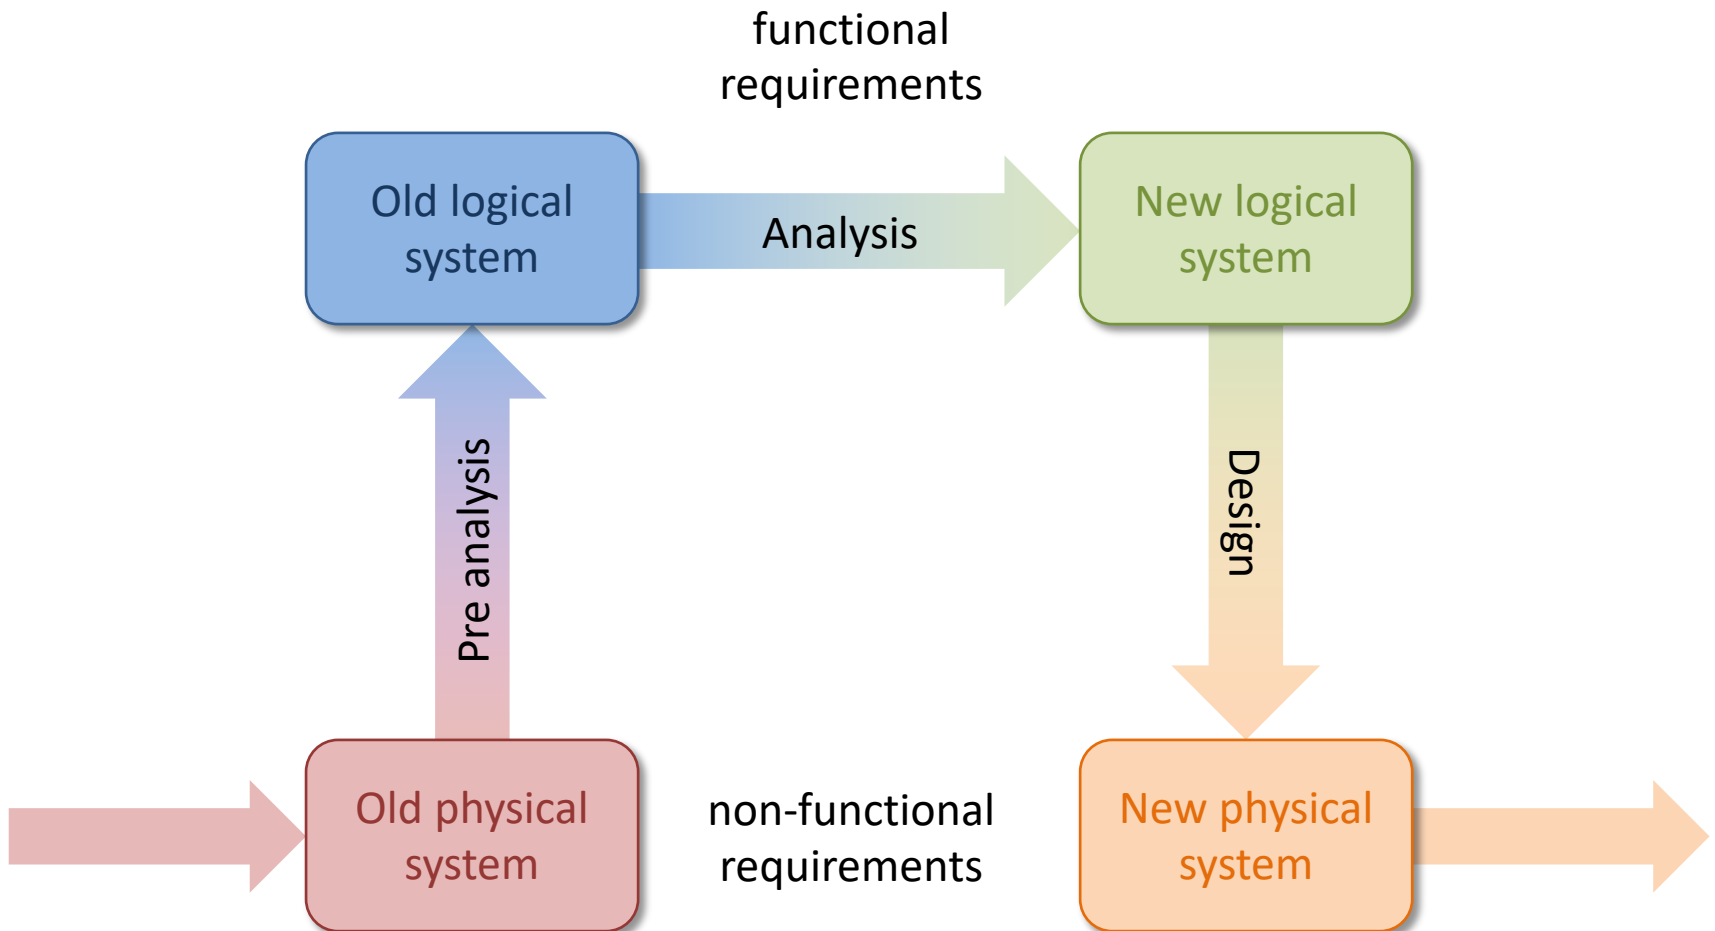 functional
requirements
Old logical
system
Analysis
New logical
system
Pre analysis
Design
Old physical
system
non-functional
requirements
New physical
system